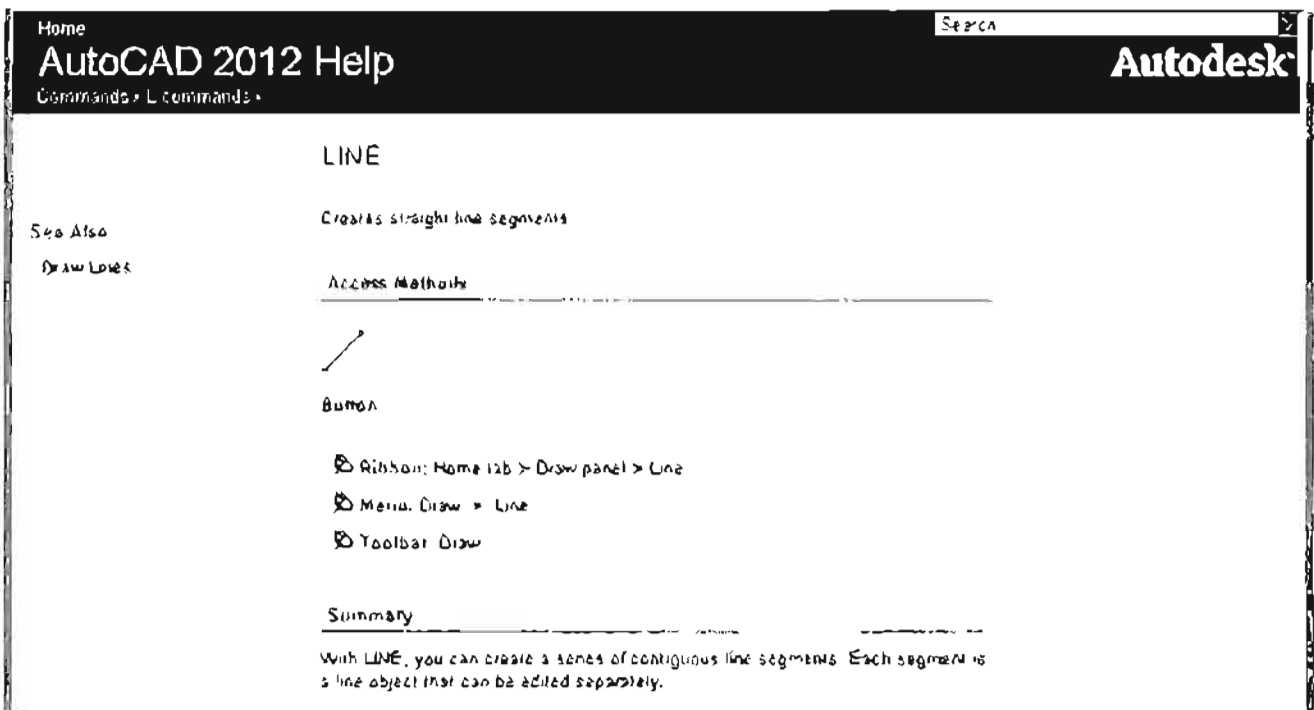 Home
Search
AutoCAD 2012 Help
Autodesk
Commands > L commands >
LINE
Creates straight line segments
See Also
Draw Lines
Access Methods
Button
Ribbon: Home tab > Draw panel > Line
Menu: Draw > Line
Toolbar: Draw
Summary
With LINE, you can create a series of contiguous line segments. Each segment is
a line object that can be edited separately.